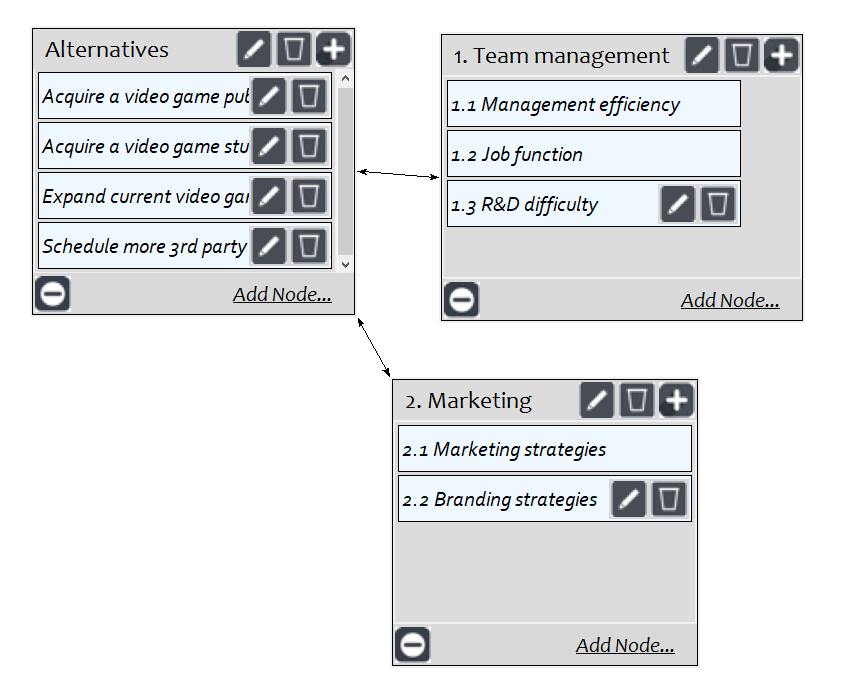 Alternatives
Acquire a video game pub
Acquire a video game stu
Expand current video gar
Schedule more 3rd party
Add Node...
1. Team management
1.1 Management efficiency
1.2 Job function
1.3 R&D difficulty
Add Node...
2. Marketing
2.1 Marketing strategies
2.2 Branding strategies
Add Node...